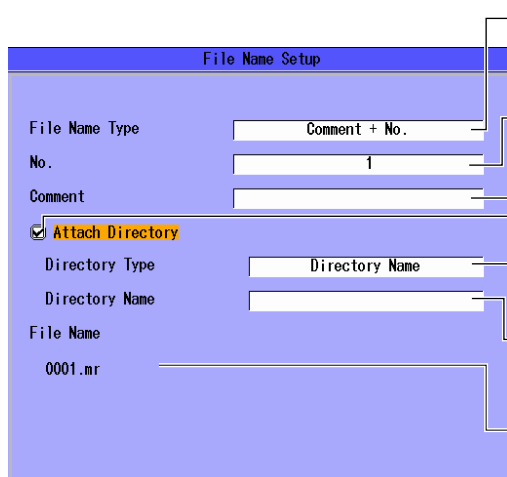 File Name Setup
File Name Type Comment + No.
No. 1
Comment
Attach Directory
Directory Type Directory Name
Directory Name
File Name
0001.mr